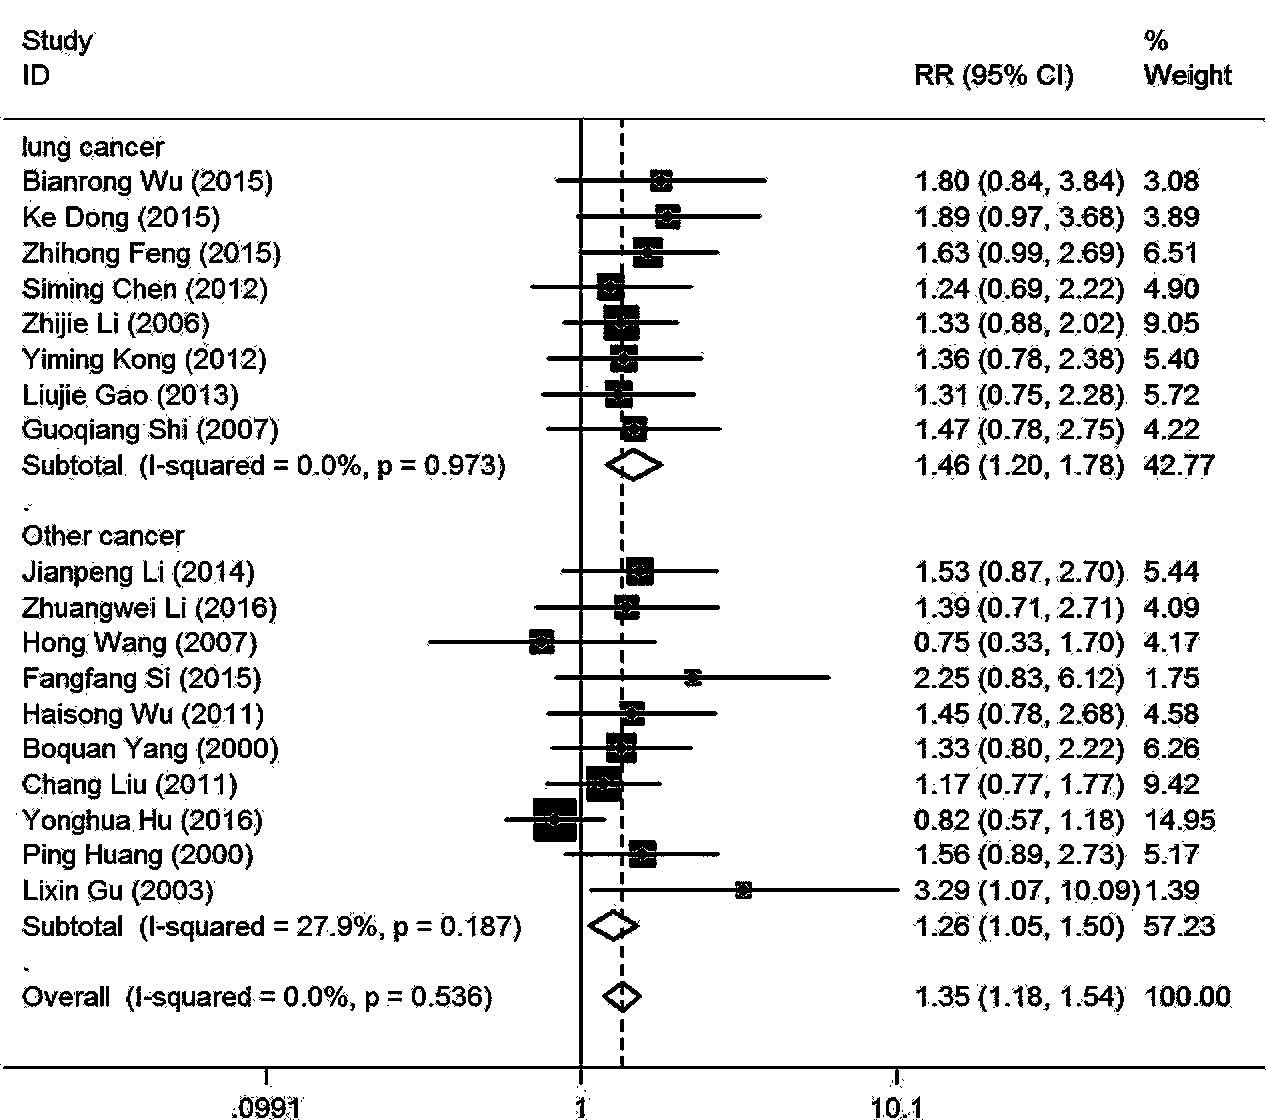 Study %
ID RR (95% CI) Weight
lung cancer
Bianrong Wu (2015) 1.80 (0.84, 3.84) 3.08
Ke Dong (2015) 1.89 (0.97, 3.68) 3.89
Zhihong Feng (2015) 1.63 (0.99, 2.69) 6.51
Siming Chen (2012) 1.24 (0.69, 2.22) 4.90
Zhijie Li (2006) 1.33 (0.88, 2.02) 9.05
Yiming Kong (2012) 1.36 (0.78, 2.38) 5.40
Liujie Gao (2013) 1.31 (0.75, 2.28) 5.72
Guoqiang Shi (2007) 1.47 (0.78, 2.75) 4.22
Subtotal (I-squared = 0.0%, p = 0.973) 1.46 (1.20, 1.78) 42.77
.
Other cancer
Jianpeng Li (2014) 1.53 (0.87, 2.70) 5.44
Zhuangwei Li (2016) 1.39 (0.71, 2.71) 4.09
Hong Wang (2007) 0.75 (0.33, 1.70) 4.17
Fangfang Si (2015) 2.25 (0.83, 6.12) 1.75
Haisong Wu (2011) 1.45 (0.78, 2.68) 4.58
Boquan Yang (2000) 1.33 (0.80, 2.22) 6.26
Chang Liu (2011) 1.17 (0.77, 1.77) 9.42
Yonghua Hu (2016) 0.82 (0.57, 1.18) 14.95
Ping Huang (2000) 1.56 (0.89, 2.73) 5.17
Lixin Gu (2003) 3.29 (1.07, 10.09) 1.39
Subtotal (I-squared = 27.9%, p = 0.187) 1.26 (1.05, 1.50) 57.23
.
Overall (I-squared = 0.0%, p = 0.536) 1.35 (1.18, 1.54) 100.00
.0991 1 10.1